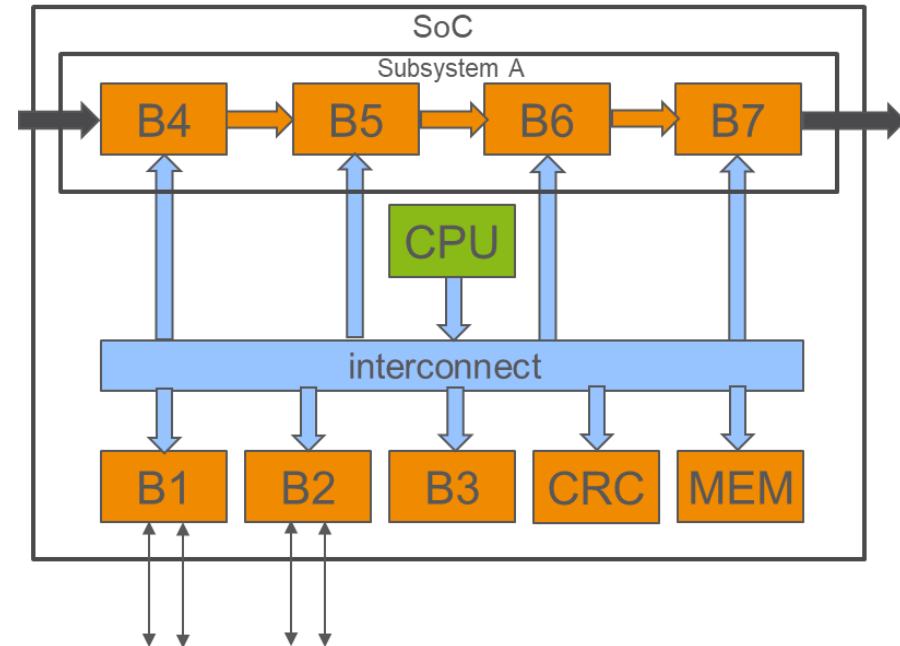 SoC
Subsystem A
B4
B5
B6
B7
CPU
interconnect
B1
B2
B3
CRC
MEM